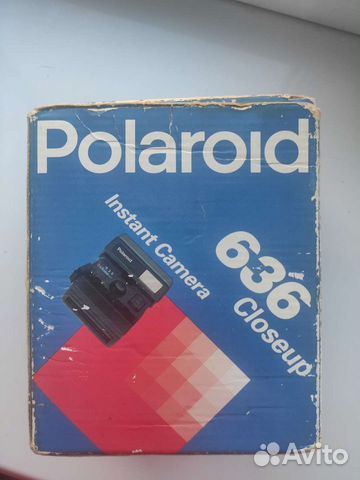 Polaroid
Instant Camera
636
Closeup
Polaroid
Avito